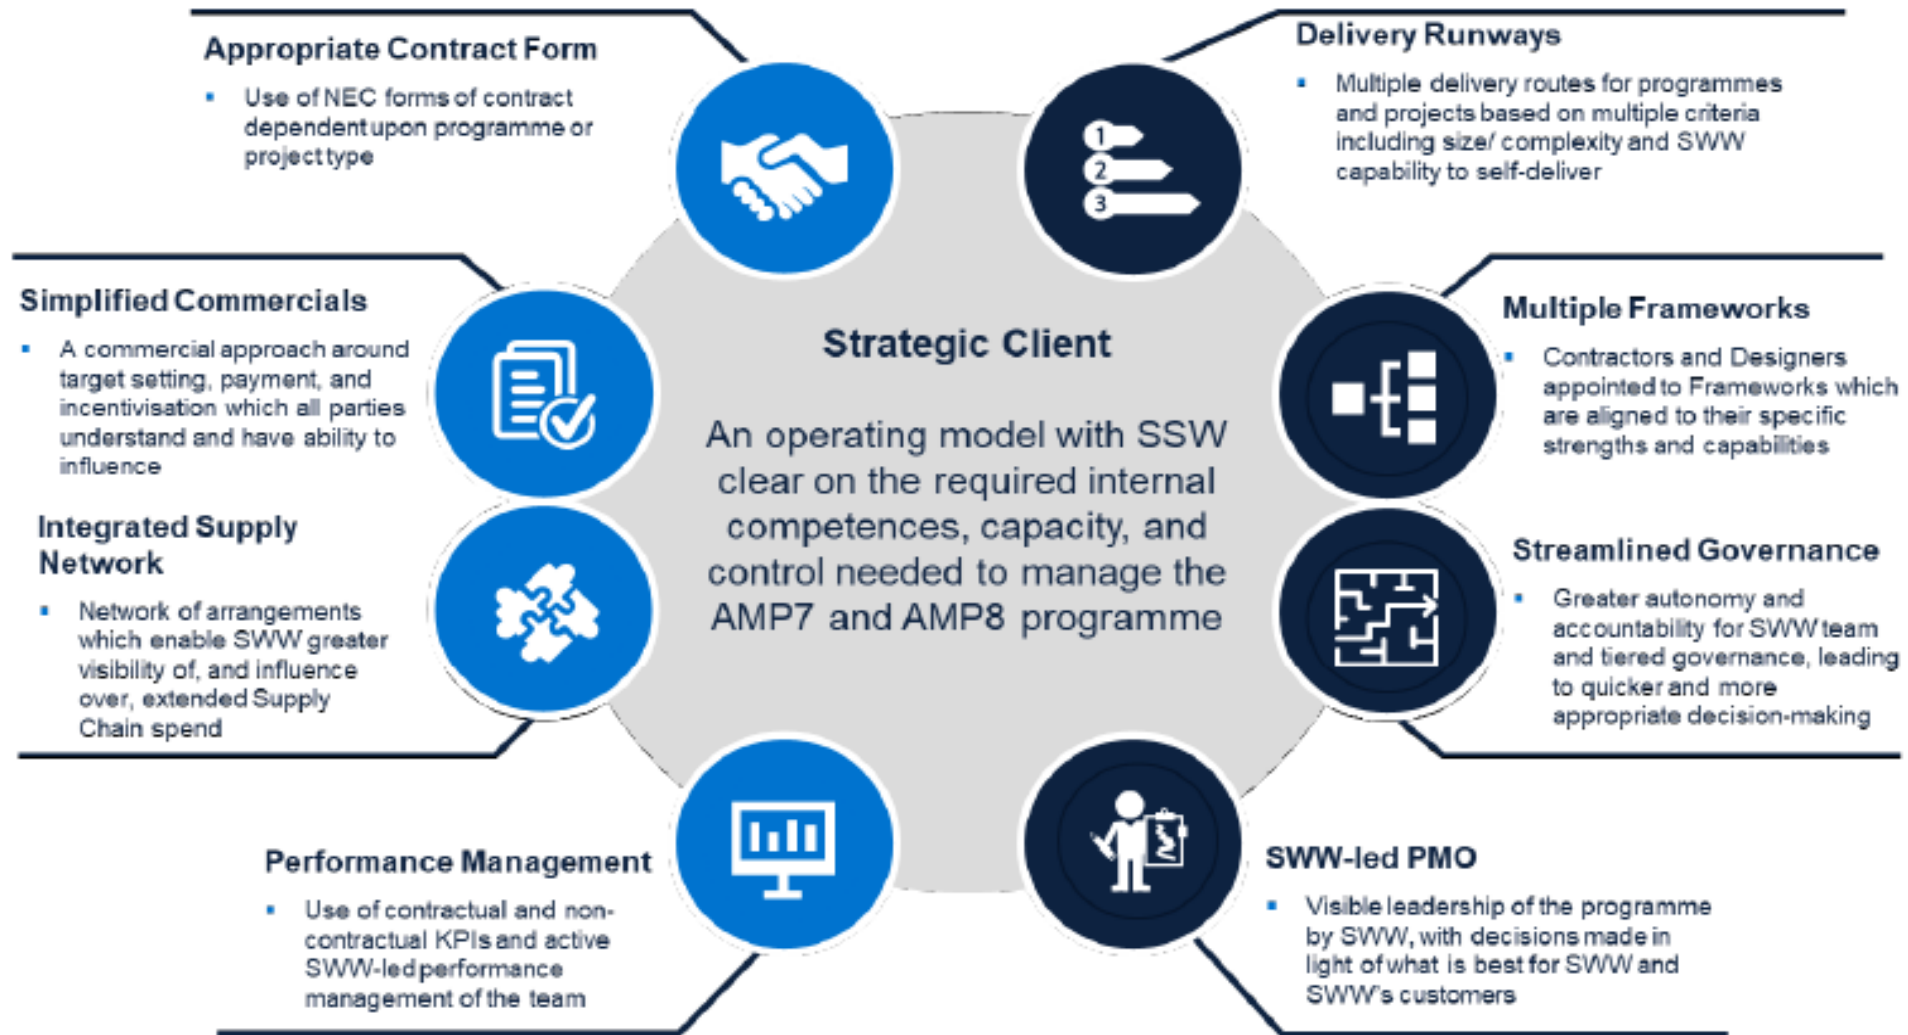 Appropriate Contract Form
▪ Use of NEC forms of contract
dependent upon programme or
project type
Delivery Runways
▪ Multiple delivery routes for programmes
and projects based on multiple criteria
including size/ complexity and SWW
capability to self-deliver
Simplified Commercials
▪ A commercial approach around
target setting, payment, and
incentivisation which all parties
understand and have ability to
influence
1
2
3
Multiple Frameworks
▪ Contractors and Designers
appointed to Frameworks which
are aligned to their specific
strengths and capabilities
Strategic Client
An operating model with SSW
clear on the required internal
competences, capacity, and
control needed to manage the
AMP7 and AMP8 programme
Integrated Supply
Network
▪ Network of arrangements
which enable SWW greater
visibility of, and influence
over, extended Supply
Chain spend
Streamlined Governance
▪ Greater autonomy and
accountability for SWW team
and tiered governance, leading
to quicker and more
appropriate decision-making
Performance Management
▪ Use of contractual and non-
contractual KPIs and active
SWW-led performance
management of the team
SWW-led PMO
▪ Visible leadership of the programme
by SWW, with decisions made in
light of what is best for SWW and
SWW's customers